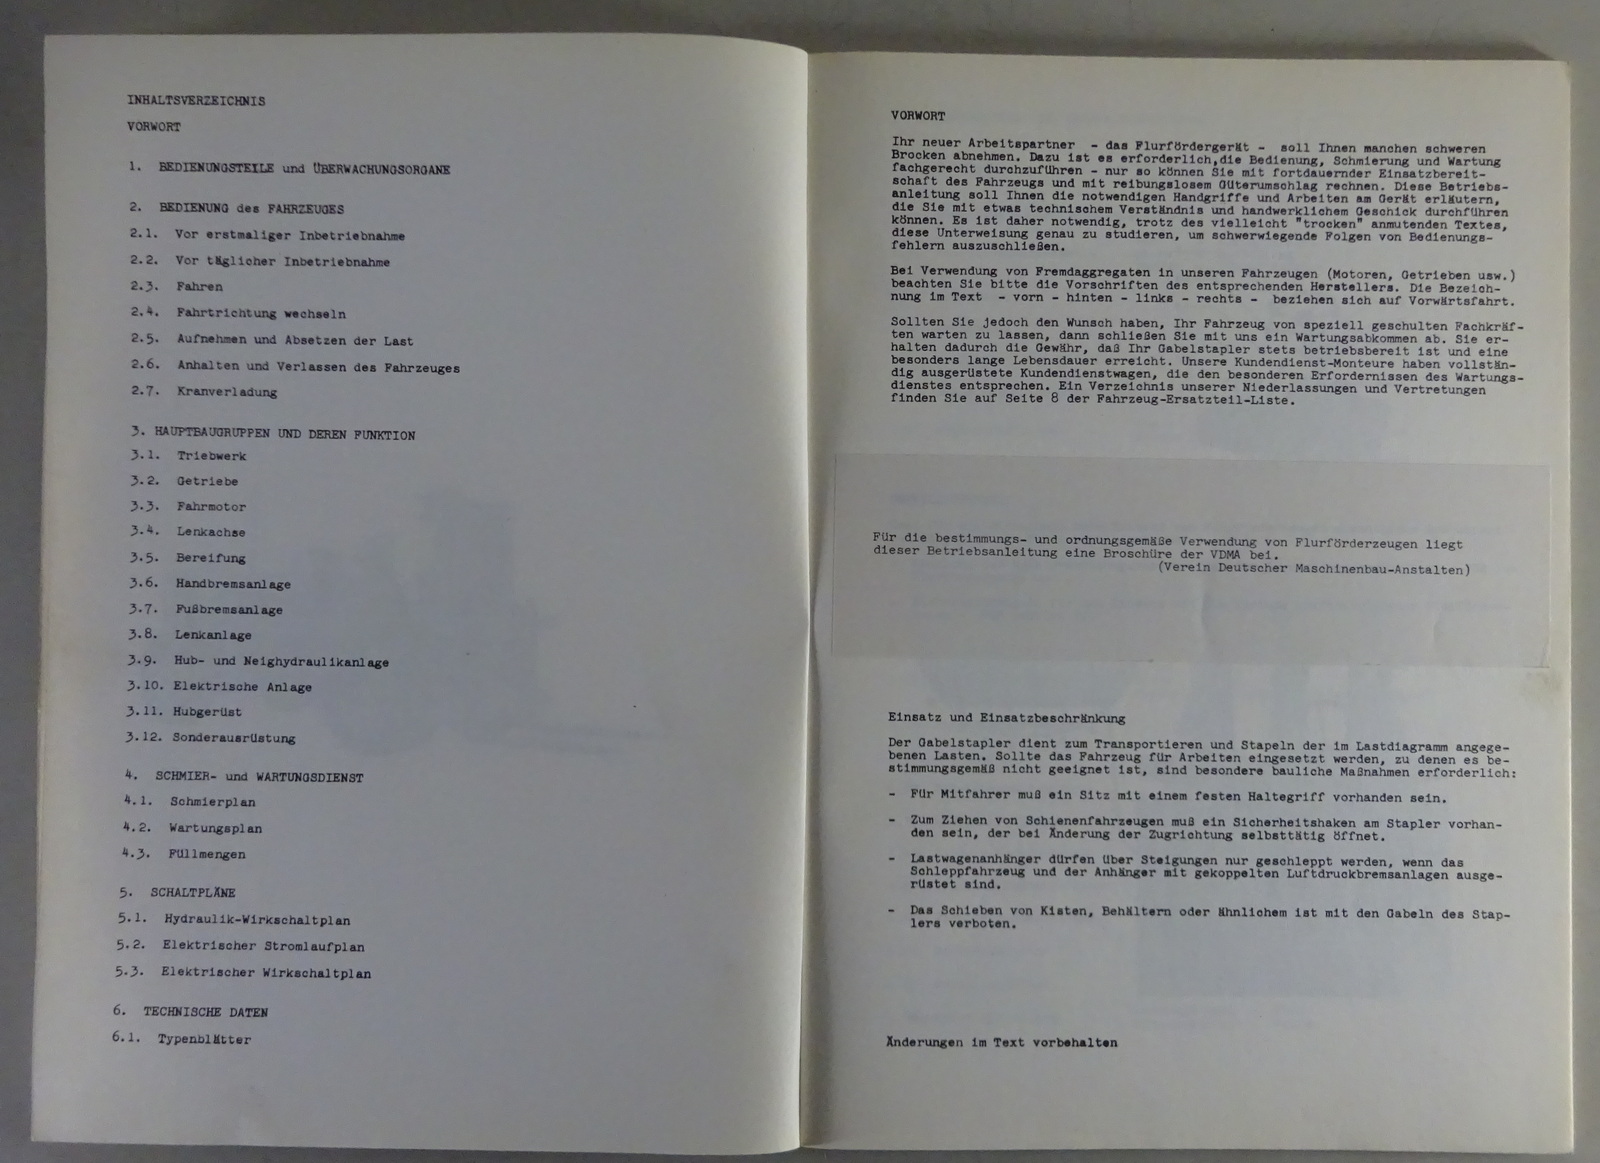 INHALTSVERZEICHNIS
VORWORT
1. BEDIENUNGSTEILE und ÜBERWACHUNGSORGANE
2. BEDIENUNG des FAHRZEUGES
2.1. Vor erstmaliger Inbetriebnahme
2.2. Vor täglicher Inbetriebnahme
2.3. Fahren
2.4. Fahrtrichtung wechseln
2.5. Aufnehmen und Absetzen der Last
2.6. Anhalten und Verlassen des Fahrzeuges
2.7. Kranverladung
3. HAUPTBAUGRUPPEN UND DEREN FUNKTION
3.1. Triebwerk
3.2. Getriebe
3.3. Fahrmotor
3.4. Lenkachse
3.5. Bereifung
3.6. Handbremsanlage
3.7. Fußbremsanlage
3.8. Lenkanlage
3.9. Hub- und Neighydraulikanlage
3.10. Elektrische Anlage
3.11. Hubgerüst
3.12. Sonderausrüstung
4. SCHMIER- und WARTUNGSDIENST
4.1. Schmierplan
4.2. Wartungsplan
4.3. Füllmengen
5. SCHALTPLÄNE
5.1. Hydraulik-Wirkschaltplan
5.2. Elektrischer Stromlaufplan
5.3. Elektrischer Wirkschaltplan
6. TECHNISCHE DATEN
6.1. Typenblätter
VORWORT
Ihr neuer Arbeitspartner - das Flurfördergerät - soll Ihnen manchen schweren
Brocken abnehmen. Dazu ist es erforderlich,die Bedienung, Schmierung und Wartung
fachgerecht durchzuführen - nur so können Sie mit fortdauernder Einsatzbereit-
schaft des Fahrzeugs und mit reibungslosem Güterumschlag rechnen. Diese Betriebs-
anleitung soll Ihnen die notwendigen Handgriffe und Arbeiten am Gerät erläutern,
die Sie mit etwas technischem Verständnis und handwerklichem Geschick durchführen
können. Es ist daher notwendig, trotz des vielleicht "trocken" anmutenden Textes,
diese Unterweisung genau zu studieren, um schwerwiegende Folgen von Bedienungs-
fehlern auszuschließen.
Bei Verwendung von Fremdaggregaten in unseren Fahrzeugen (Motoren, Getrieben usw.)
beachten Sie bitte die Vorschriften des entsprechenden Herstellers. Die Bezeich-
nung im Text - vorn - hinten - links - rechts - beziehen sich auf Vorwärtsfahrt.
Sollten Sie jedoch den Wunsch haben, Ihr Fahrzeug von speziell geschulten Fachkräf-
ten warten zu lassen, dann schließen Sie mit uns ein Wartungsabkommen ab. Sie er-
halten dadurch die Gewähr, daß Ihr Gabelstapler stets betriebsbereit ist und eine
besonders lange Lebensdauer erreicht. Unsere Kundendienst-Monteure haben vollstän-
dig ausgerüstete Kundendienstwagen, die den besonderen Erfordernissen des Wartungs-
dienstes entsprechen. Ein Verzeichnis unserer Niederlassungen und Vertretungen
finden Sie auf Seite 8 der Fahrzeug-Ersatzteil-Liste.
Für die bestimmungs- und ordnungsgemäße Verwendung von Flurförderzeugen liegt
dieser Betriebsanleitung eine Broschüre der VDMA bei.
(Verein Deutscher Maschinenbau-Anstalten)
Einsatz und Einsatzbeschränkung
Der Gabelstapler dient zum Transportieren und Stapeln der im Lastdiagramm angege-
benen Lasten. Sollte das Fahrzeug für Arbeiten eingesetzt werden, zu denen es be-
stimmungsgemäß nicht geeignet ist, sind besondere bauliche Maßnahmen erforderlich:
- Für Mitfahrer muß ein Sitz mit einem festen Haltegriff vorhanden sein.
- Zum Ziehen von Schienenfahrzeugen muß ein Sicherheitshaken am Stapler vorhan-
den sein, der bei Änderung der Zugrichtung selbsttätig öffnet.
- Lastwagenanhänger dürfen über Steigungen nur geschleppt werden, wenn das
Schleppfahrzeug und der Anhänger mit gekoppelten Luftdruckbremsanlagen ausge-
rüstet sind.
- Das Schieben von Kisten, Behältern oder ähnlichem ist mit den Gabeln des Stap-
lers verboten.
Änderungen im Text vorbehalten